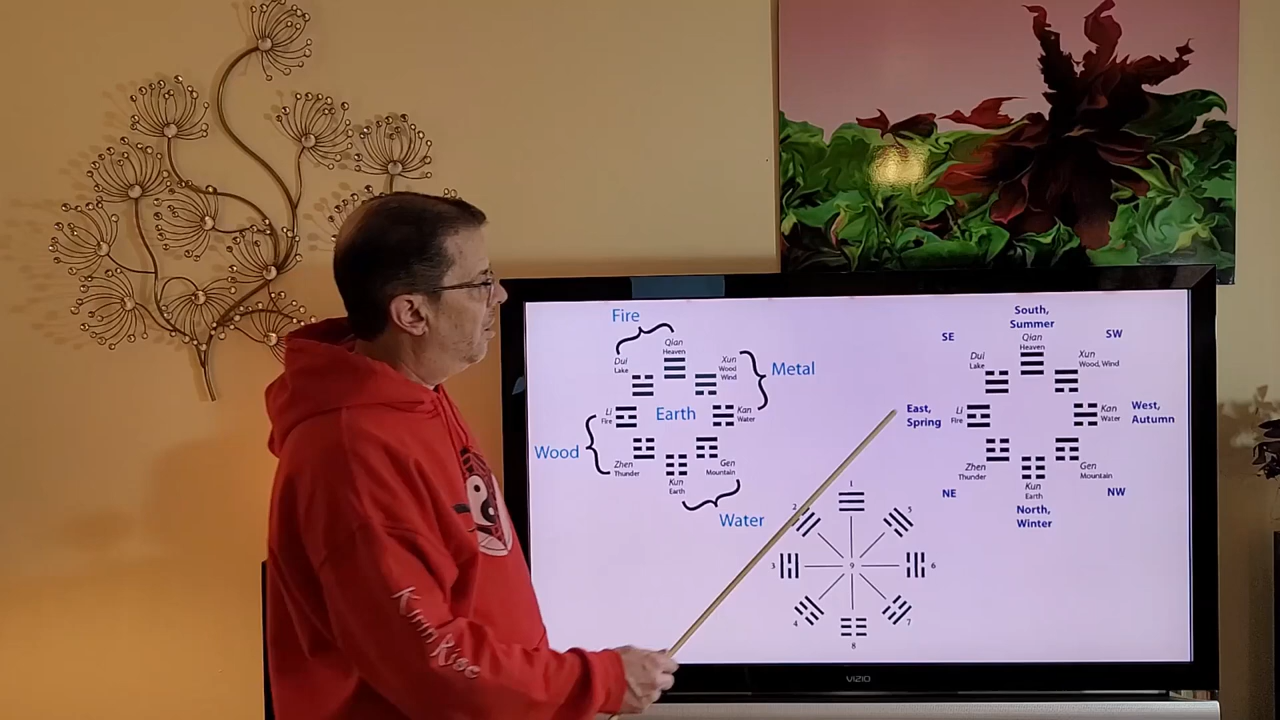 Fire
Qian
Heaven
Dui
Lake
Xun
Wood
Wind
Metal
Li
Fire
Earth
Kan
Water
Wood
Zhen
Thunder
Gen
Mountain
Kun
Earth
Water
South,
Summer
SE
SW
Qian
Heaven
Dui
Lake
Xun
Wood, Wind
East,
Spring
Li
Fire
Kan
Water
West,
Autumn
Zhen
Thunder
Gen
Mountain
Kun
Earth
NE
NW
North,
Winter
1
2
5
3
9
6
4
7
8
VIZIO